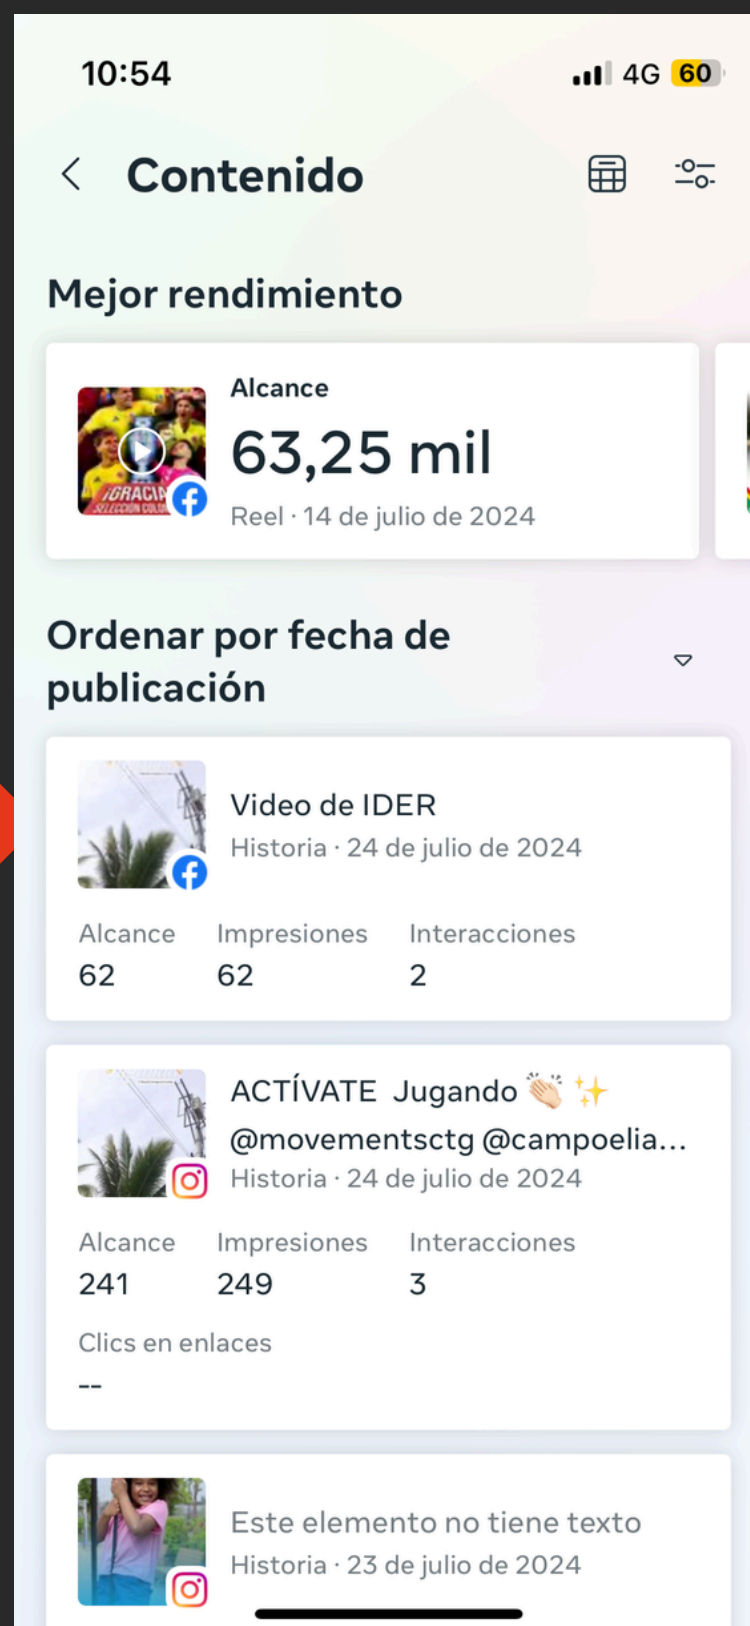 10:54
4G 60
Contenido
Mejor rendimiento
Alcance
63,25 mil
¡GRACIA
SELECCIÓN COLO
Reel · 14 de julio de 2024
Ordenar por fecha de
publicación
Video de IDER
Historia · 24 de julio de 2024
Alcance Impresiones Interacciones
62 62 2
ACTÍVATE Jugando 👏🏻 ✨
@movementsctg @campoelia...
Historia · 24 de julio de 2024
Alcance Impresiones Interacciones
241 249 3
Clics en enlaces
--
Este elemento no tiene texto
Historia · 23 de julio de 2024